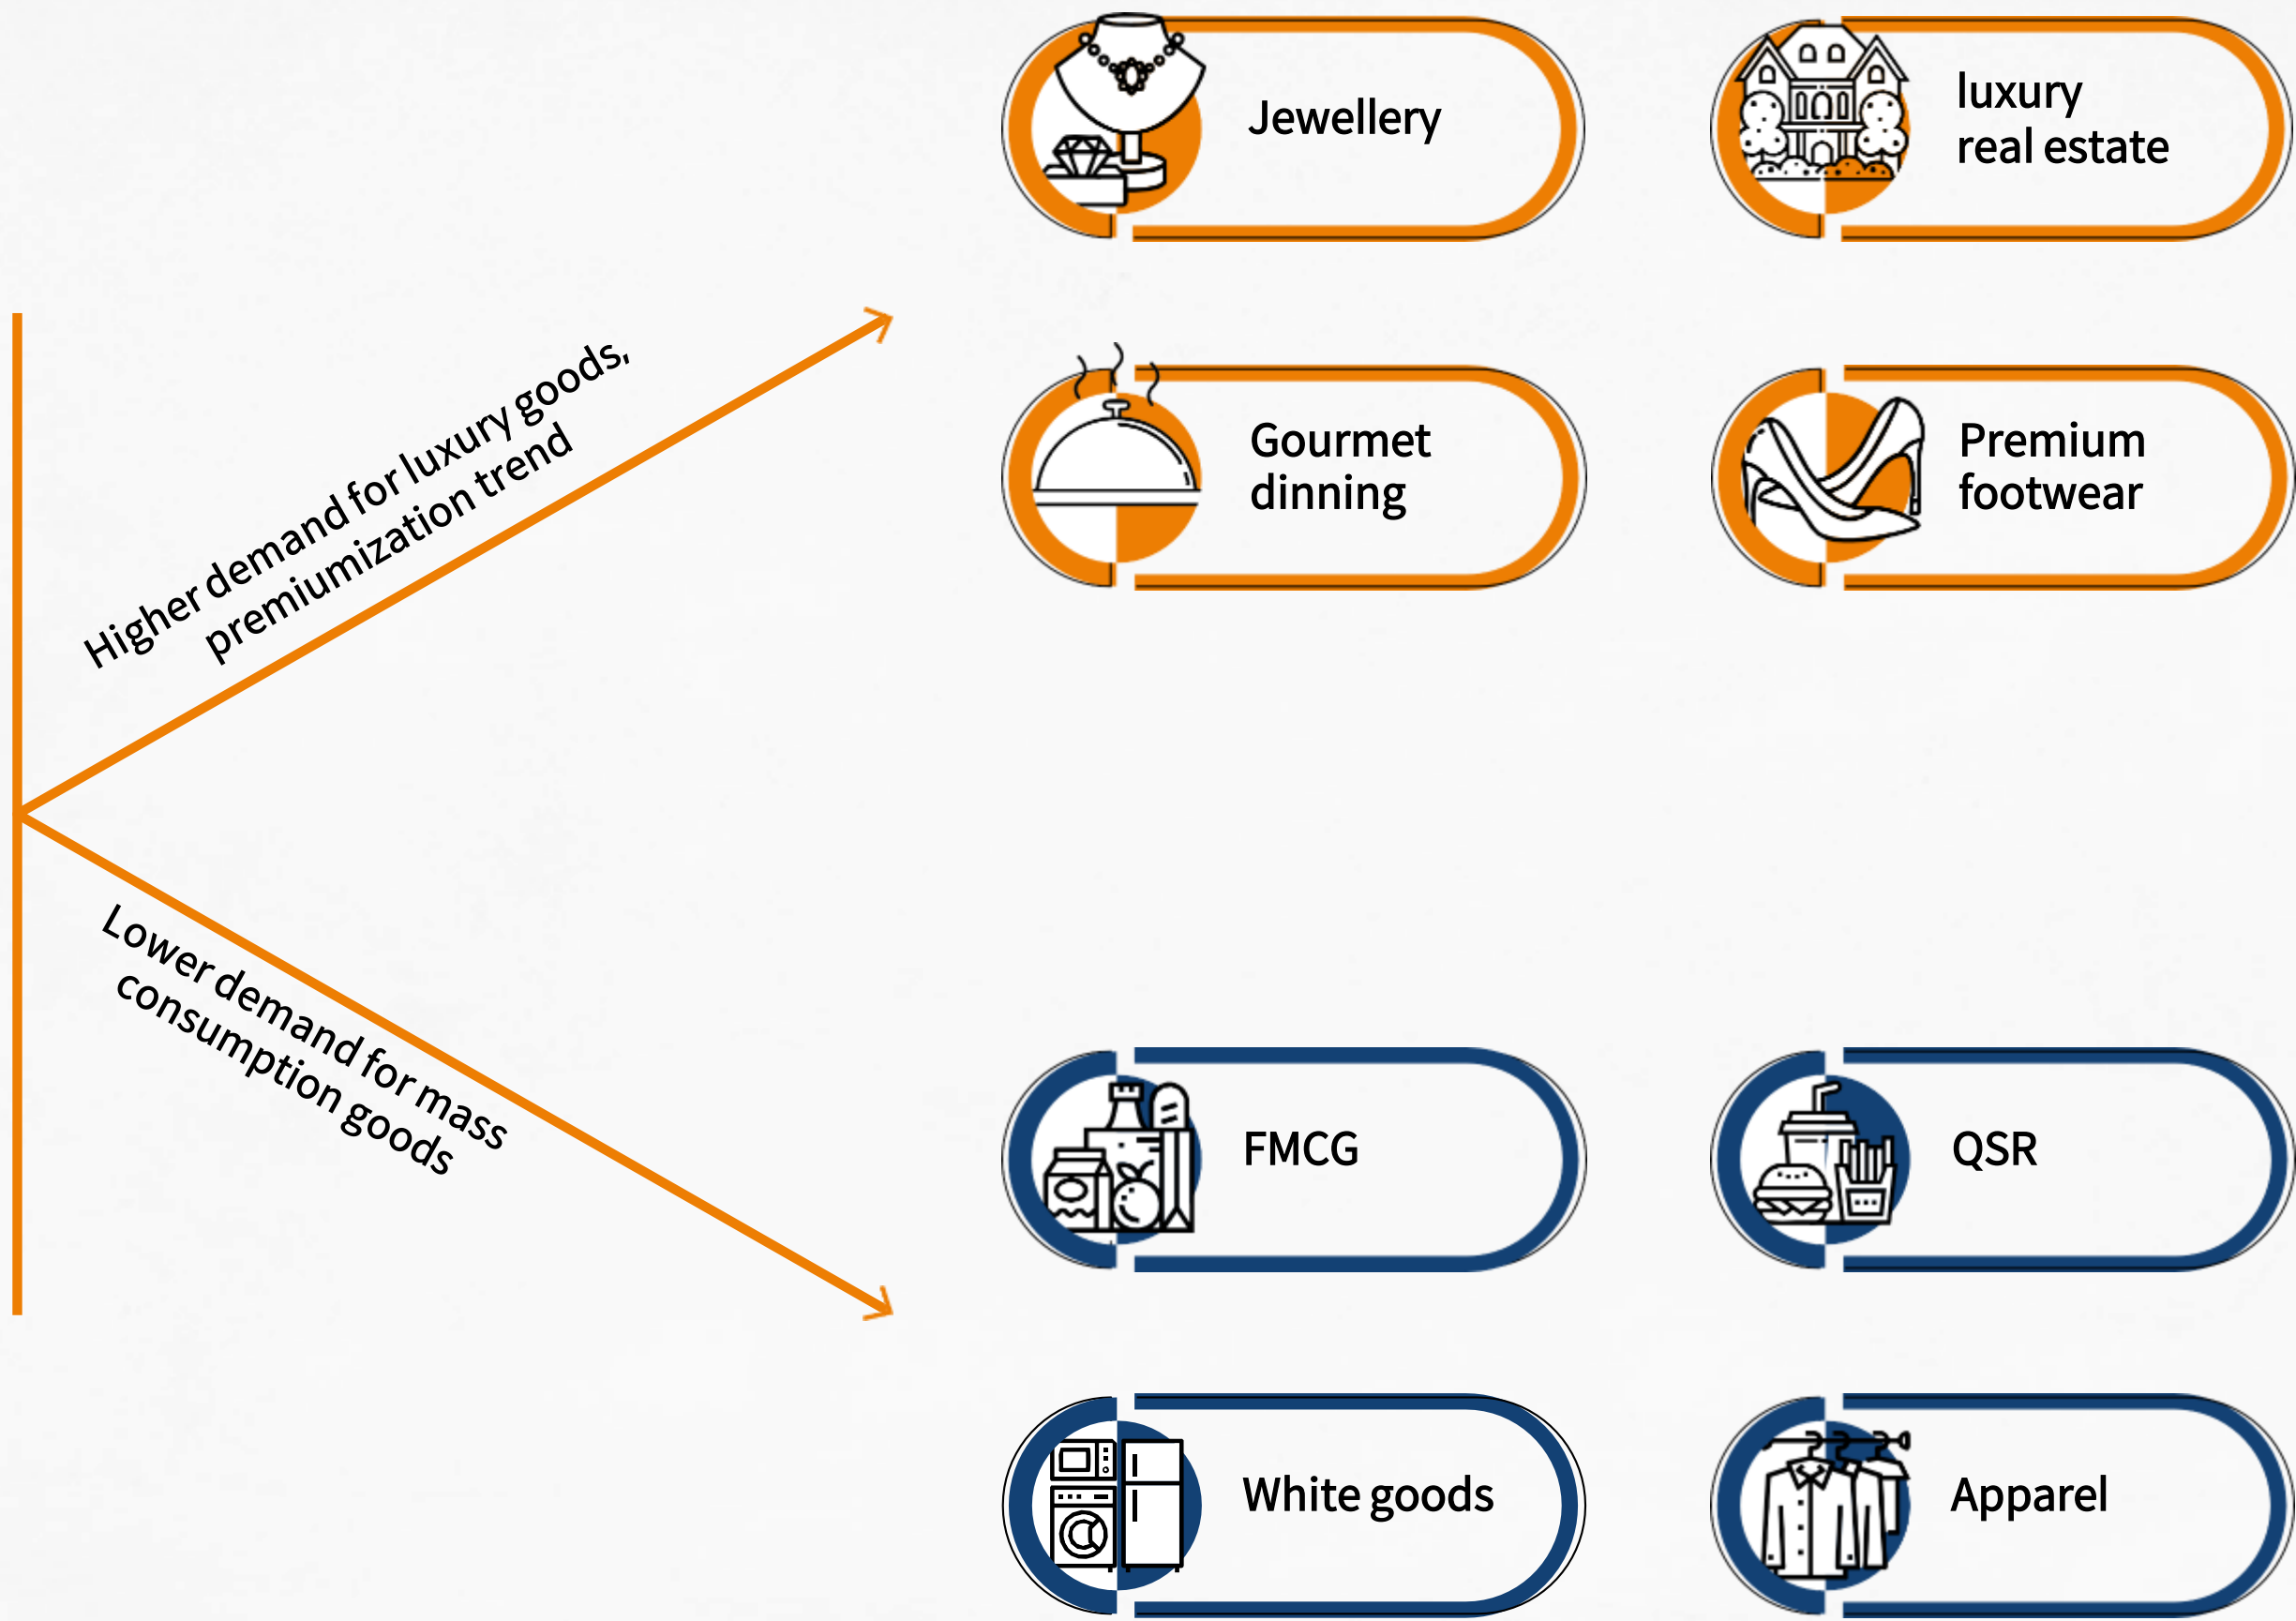 Jewellery
luxury
real estate
Higher demand for luxury goods,
premiumization trend
Gourmet
dinning
Premium
footwear
Lower demand for mass
consumption goods
FMCG
QSR
White goods
Apparel